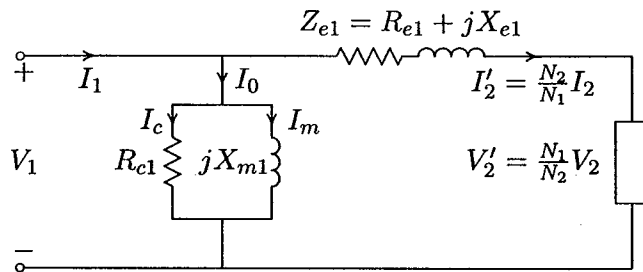 Z_{e1} = R_{e1} + jX_{e1}
+
I_1
I_0
I'_2 = \frac{N_2}{N_1} I_2
I_c
I_m
V_1
R_{c1}
jX_{m1}
V'_2 = \frac{N_1}{N_2} V_2
−